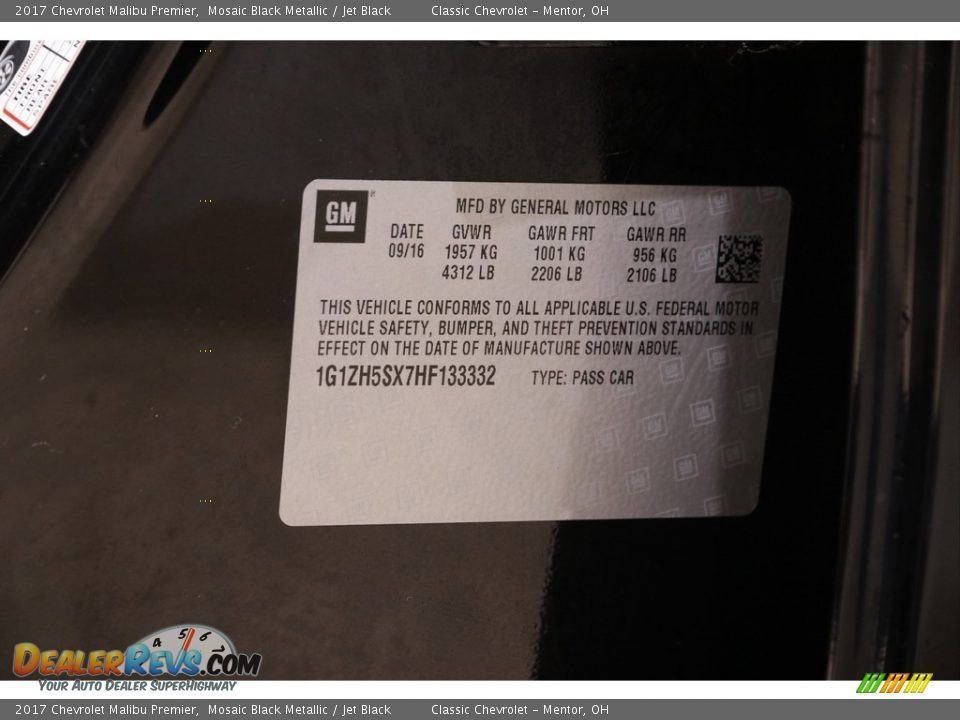 2017 Chevrolet Malibu Premier, Mosaic Black Metallic / Jet Black Classic Chevrolet - Mentor, OH
GM
MFD BY GENERAL MOTORS LLC
DATE GVWR GAWR FRT GAWR RR
09/16 1957 KG 1001 KG 956 KG
4312 LB 2206 LB 2106 LB
THIS VEHICLE CONFORMS TO ALL APPLICABLE U.S. FEDERAL MOTOR
VEHICLE SAFETY, BUMPER, AND THEFT PREVENTION STANDARDS IN
EFFECT ON THE DATE OF MANUFACTURE SHOWN ABOVE.
1G1ZH5SX7HF133332 TYPE: PASS CAR
4 5 6
DEALERREVS.COM
YOUR AUTO DEALER SUPERHIGHWAY
2017 Chevrolet Malibu Premier, Mosaic Black Metallic / Jet Black Classic Chevrolet - Mentor, OH